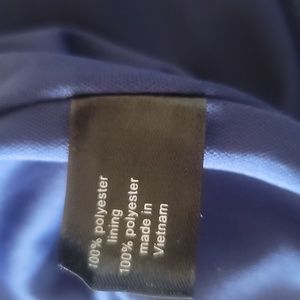 100% polyester
lining
100% polyester
made in
Vietnam